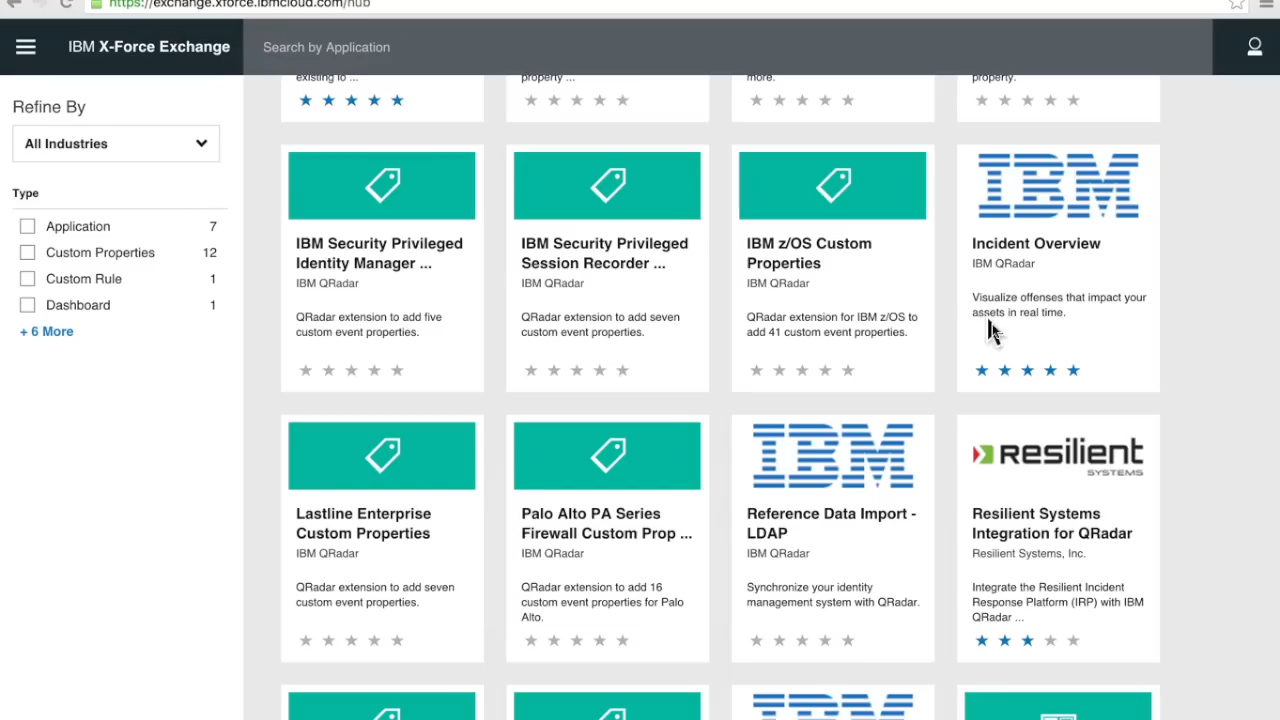 https://exchange.xforce.ibmcloud.com/hub
IBM X-Force Exchange
Search by Application
Refine By
All Industries
Type
Application 7
Custom Properties 12
Custom Rule 1
Dashboard 1
+ 6 More
existing lo ...
property ...
more.
property.
IBM Security Privileged
Identity Manager ...
IBM QRadar
QRadar extension to add five
custom event properties.
IBM Security Privileged
Session Recorder ...
IBM QRadar
QRadar extension to add seven
custom event properties.
IBM z/OS Custom
Properties
IBM QRadar
QRadar extension for IBM z/OS to
add 41 custom event properties.
IBM
Incident Overview
IBM QRadar
Visualize offenses that impact your
assets in real time.
Lastline Enterprise
Custom Properties
IBM QRadar
QRadar extension to add seven
custom event properties.
Palo Alto PA Series
Firewall Custom Prop ...
IBM QRadar
QRadar extension to add 16
custom event properties for Palo
Alto.
IBM
Reference Data Import -
LDAP
IBM QRadar
Synchronize your identity
management system with QRadar.
Resilient
SYSTEMS
Resilient Systems
Integration for QRadar
Resilient Systems, Inc.
Integrate the Resilient Incident
Response Platform (IRP) with IBM
QRadar ...
IBM